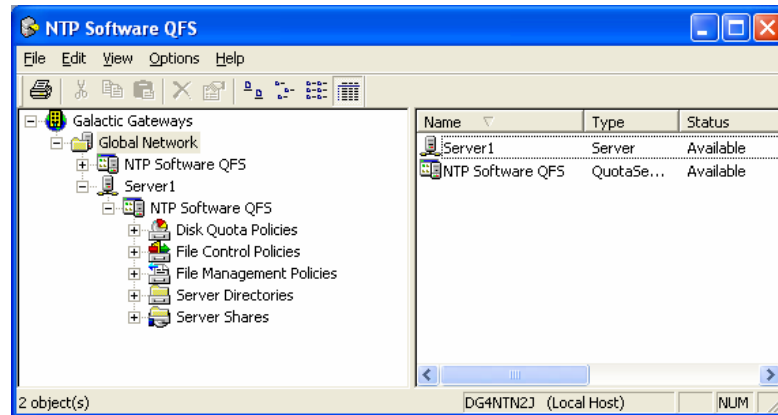 NTP Software QFS
File Edit View Options Help
Galactic Gateways
Global Network
NTP Software QFS
Server1
NTP Software QFS
Disk Quota Policies
File Control Policies
File Management Policies
Server Directories
Server Shares
Name Type Status
Server1 Server Available
NTP Software QFS QuotaSe... Available
2 object(s) DG4NTN2J (Local Host) NUM